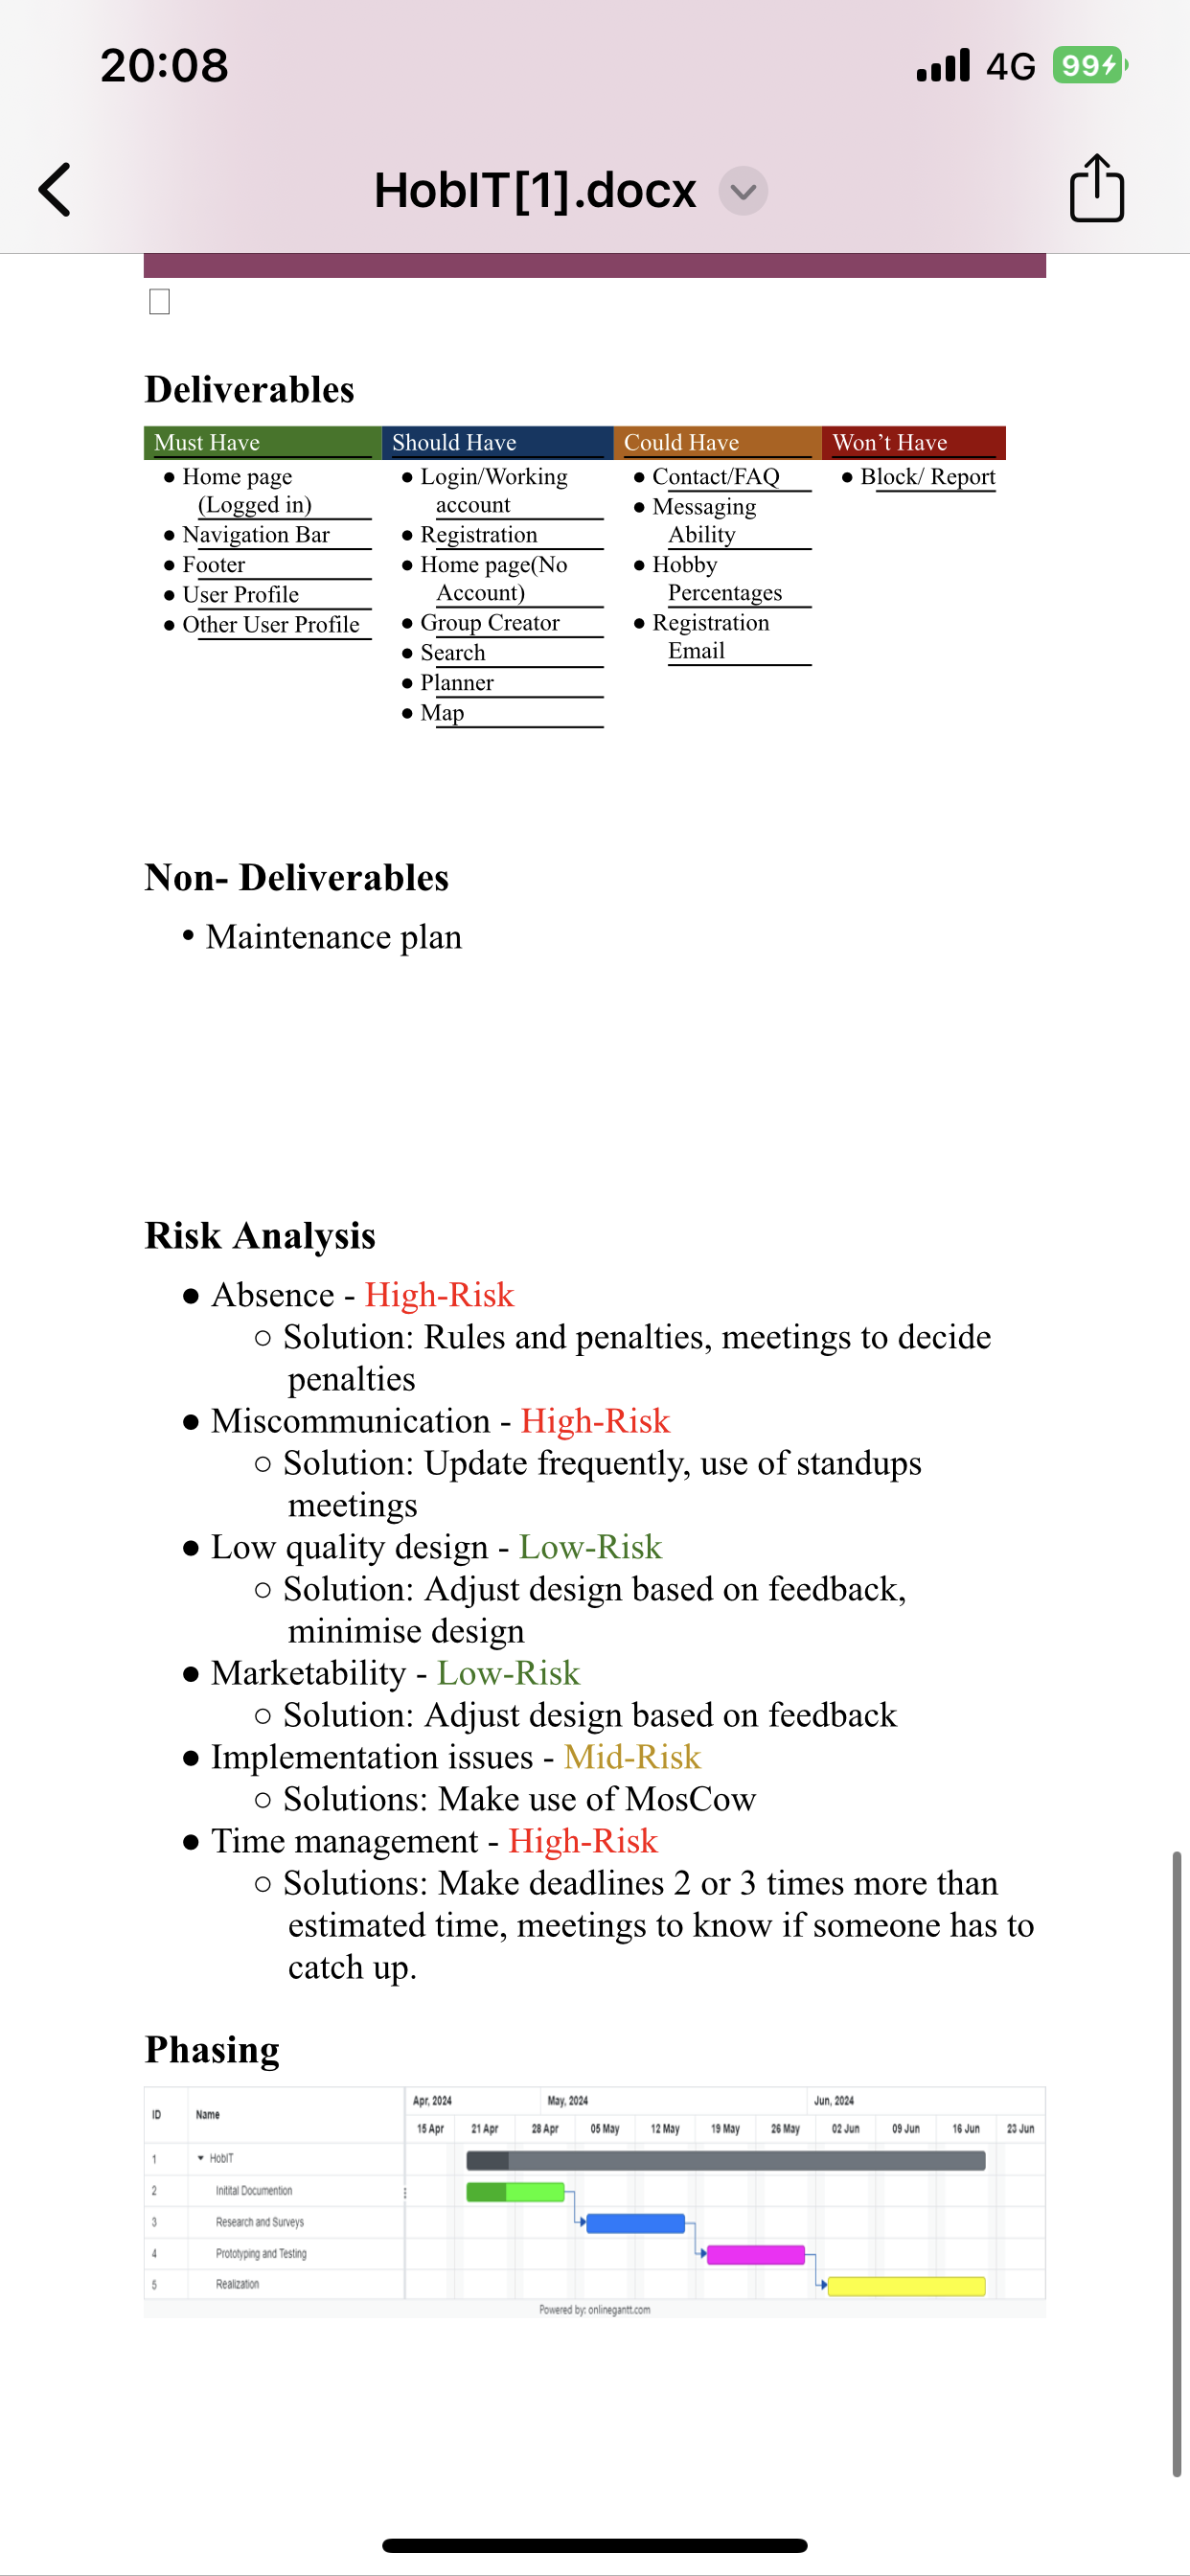 20:08
4G
99
HobIT[1].docx
Deliverables
Must Have
Should Have
Could Have
Won’t Have
● Home page
(Logged in)
● Navigation Bar
● Footer
● User Profile
● Other User Profile
● Login/Working
account
● Registration
● Home page(No
Account)
● Group Creator
● Search
● Planner
● Map
● Contact/FAQ
● Messaging
Ability
● Hobby
Percentages
● Registration
Email
● Block/ Report
Non- Deliverables
• Maintenance plan
Risk Analysis
● Absence - High-Risk
○ Solution: Rules and penalties, meetings to decide
penalties
● Miscommunication - High-Risk
○ Solution: Update frequently, use of standups
meetings
● Low quality design - Low-Risk
○ Solution: Adjust design based on feedback,
minimise design
● Marketability - Low-Risk
○ Solution: Adjust design based on feedback
● Implementation issues - Mid-Risk
○ Solutions: Make use of MosCow
● Time management - High-Risk
○ Solutions: Make deadlines 2 or 3 times more than
estimated time, meetings to know if someone has to
catch up.
Phasing
ID Name
Apr, 2024 May, 2024 Jun, 2024
15 Apr 21 Apr 28 Apr 05 May 12 May 19 May 26 May 02 Jun 09 Jun 16 Jun 23 Jun
1 HobIT
2 Initital Documention
3 Research and Surveys
4 Prototyping and Testing
5 Realization
Powered by: onlinegantt.com